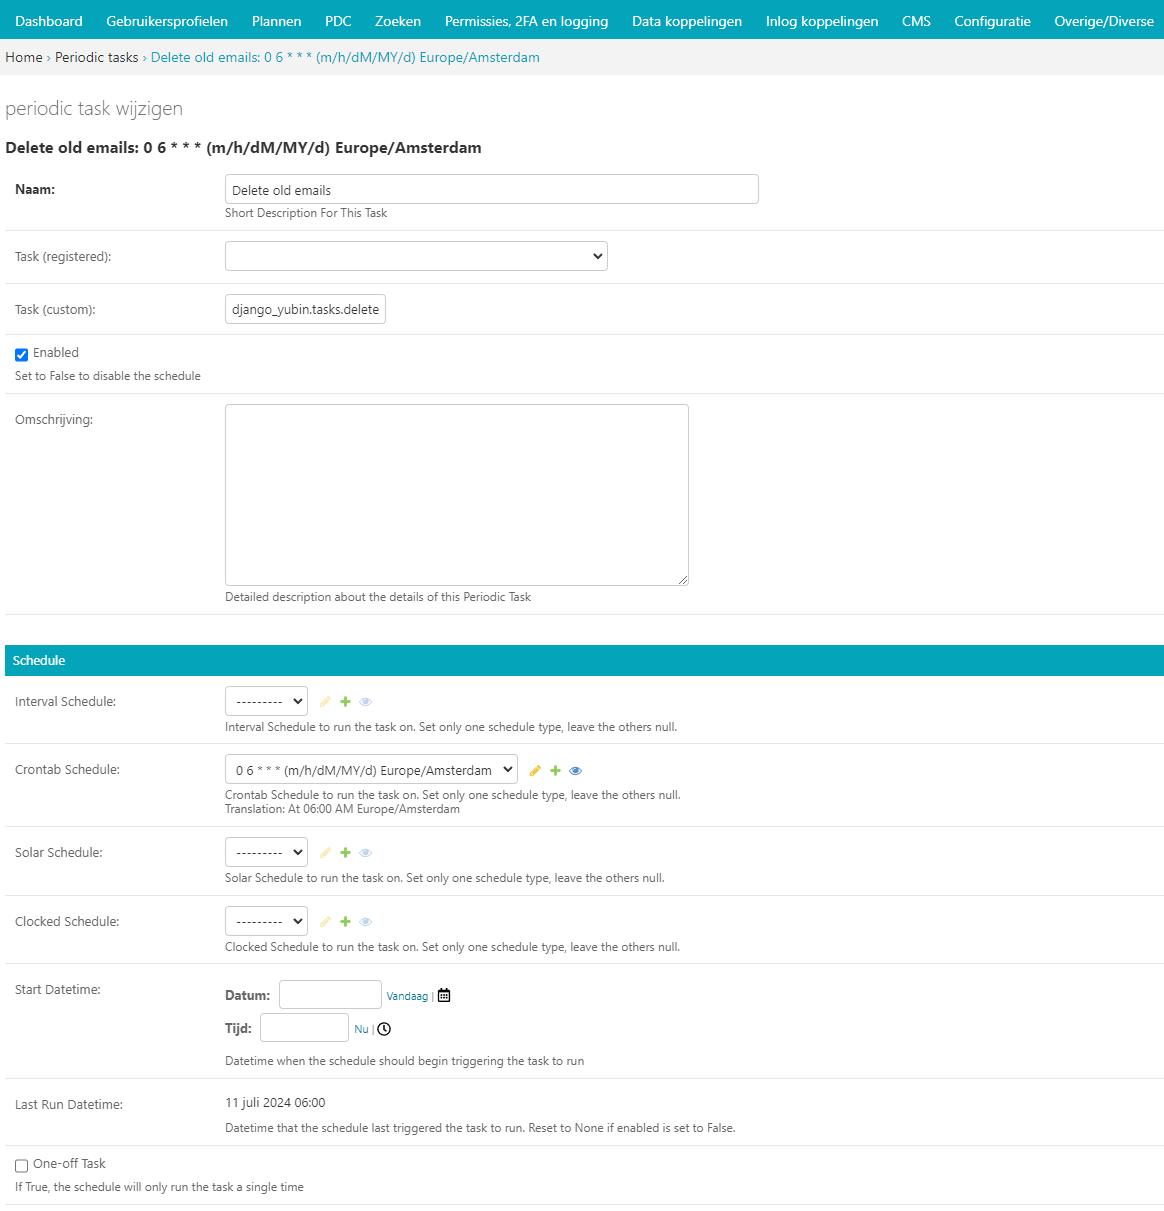 Dashboard Gebruikersprofielen Plannen PDC Zoeken Permissies, 2FA en logging Data koppelingen Inlog koppelingen CMS Configuratie Overige/Diverse
Home › Periodic tasks › Delete old emails: 0 6 * * * (m/h/dM/MY/d) Europe/Amsterdam
periodic task wijzigen
Delete old emails: 0 6 * * * (m/h/dM/MY/d) Europe/Amsterdam
Naam: Delete old emails
Short Description For This Task
Task (registered):
Task (custom): django_yubin.tasks.delete
Enabled
Set to False to disable the schedule
Omschrijving:
Detailed description about the details of this Periodic Task
Schedule
Interval Schedule: ---------
Interval Schedule to run the task on. Set only one schedule type, leave the others null.
Crontab Schedule: 0 6 * * * (m/h/dM/MY/d) Europe/Amsterdam
Crontab Schedule to run the task on. Set only one schedule type, leave the others null.
Translation: At 06:00 AM Europe/Amsterdam
Solar Schedule: ---------
Solar Schedule to run the task on. Set only one schedule type, leave the others null.
Clocked Schedule: ---------
Clocked Schedule to run the task on. Set only one schedule type, leave the others null.
Start Datetime:
Datum: Vandaag |
Tijd: Nu |
Datetime when the schedule should begin triggering the task to run
Last Run Datetime: 11 juli 2024 06:00
Datetime that the schedule last triggered the task to run. Reset to None if enabled is set to False.
One-off Task
If True, the schedule will only run the task a single time